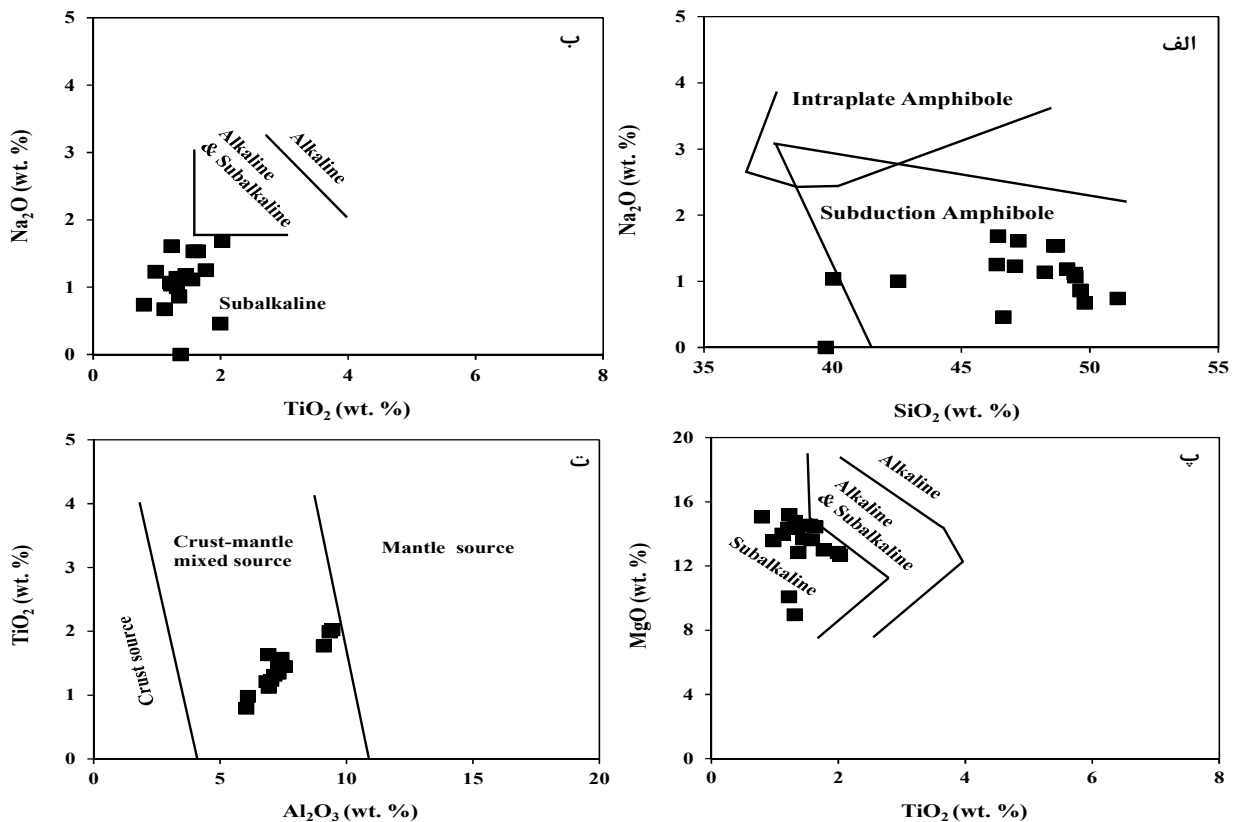 ب
5
4
3
2
1
0
0 2 4 6 8
Na₂O (wt. %)
TiO₂ (wt. %)
Alkaline
& Subalkaline
Alkaline
Subalkaline
الف
5
4
3
2
1
0
35 40 45 50 55
Na₂O (wt. %)
SiO₂ (wt. %)
Intraplate Amphibole
Subduction Amphibole
ت
5
4
3
2
1
0
0 5 10 15 20
TiO₂ (wt. %)
Al₂O₃ (wt. %)
Crust source
Crust-mantle
mixed source
Mantle source
پ
20
16
12
8
4
0
0 2 4 6 8
MgO (wt. %)
TiO₂ (wt. %)
Subalkaline
Alkaline
& Subalkaline
Alkaline